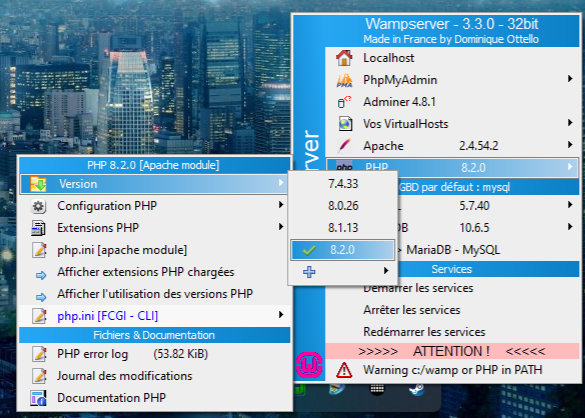 Wampserver - 3.3.0 - 32bit
Made in France by Dominique Ottello
Localhost
PhpMyAdmin
Adminer 4.8.1
Vos VirtualHosts
Apache 2.4.54.2
PHP 8.2.0
GBD par défaut : mysql
5.7.40
10.6.5
> MariaDB - MySQL
Services
Démarrer les services
Arrêter les services
Redémarrer les services
>>>>> ATTENTION ! <<<<<
Warning c:/wamp or PHP in PATH
PHP 8.2.0 [Apache module]
Version
Configuration PHP
Extensions PHP
php.ini [apache module]
Afficher extensions PHP chargées
Afficher l'utilisation des versions PHP
php.ini [FCGI - CLI]
Fichiers & Documentation
PHP error log (53.82 KiB)
Journal des modifications
Documentation PHP
7.4.33
8.0.26
8.1.13
8.2.0